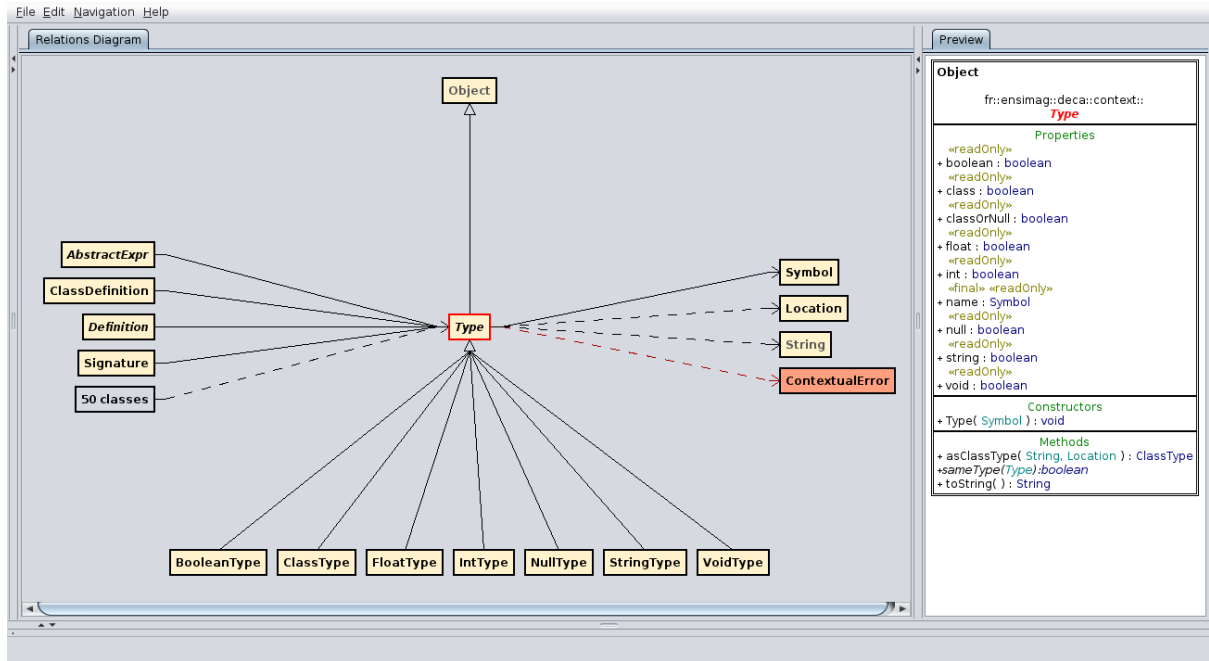 File Edit Navigation Help
Relations Diagram
Object
AbstractExpr
ClassDefinition
Definition
Signature
50 classes
Type
Symbol
Location
String
ContextualError
BooleanType ClassType FloatType IntType NullType StringType VoidType
Preview
Object
fr::ensimag::deca::context::
Type
Properties
«readOnly»
+ boolean : boolean
«readOnly»
+ class : boolean
«readOnly»
+ classOrNull : boolean
«readOnly»
+ float : boolean
«readOnly»
+ int : boolean
«final» «readOnly»
+ name : Symbol
«readOnly»
+ null : boolean
«readOnly»
+ string : boolean
«readOnly»
+ void : boolean
Constructors
+ Type( Symbol ) : void
Methods
+ asClassType( String, Location ) : ClassType
+sameType(Type):boolean
+ toString( ) : String